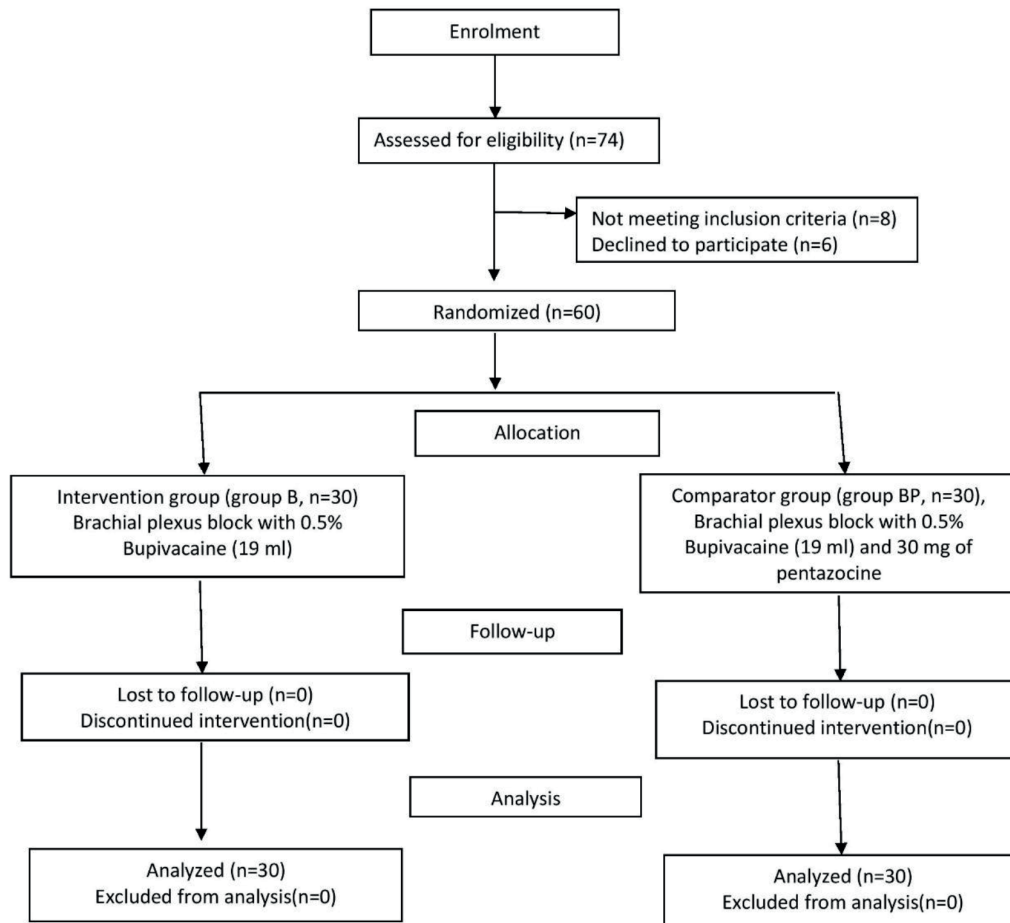 Enrolment
Assessed for eligibility (n=74)
Not meeting inclusion criteria (n=8)
Declined to participate (n=6)
Randomized (n=60)
Allocation
Intervention group (group B, n=30)
Brachial plexus block with 0.5%
Bupivacaine (19 ml)
Comparator group (group BP, n=30),
Brachial plexus block with 0.5%
Bupivacaine (19 ml) and 30 mg of
pentazocine
Follow-up
Lost to follow-up (n=0)
Discontinued intervention(n=0)
Lost to follow-up (n=0)
Discontinued intervention(n=0)
Analysis
Analyzed (n=30)
Excluded from analysis(n=0)
Analyzed (n=30)
Excluded from analysis(n=0)